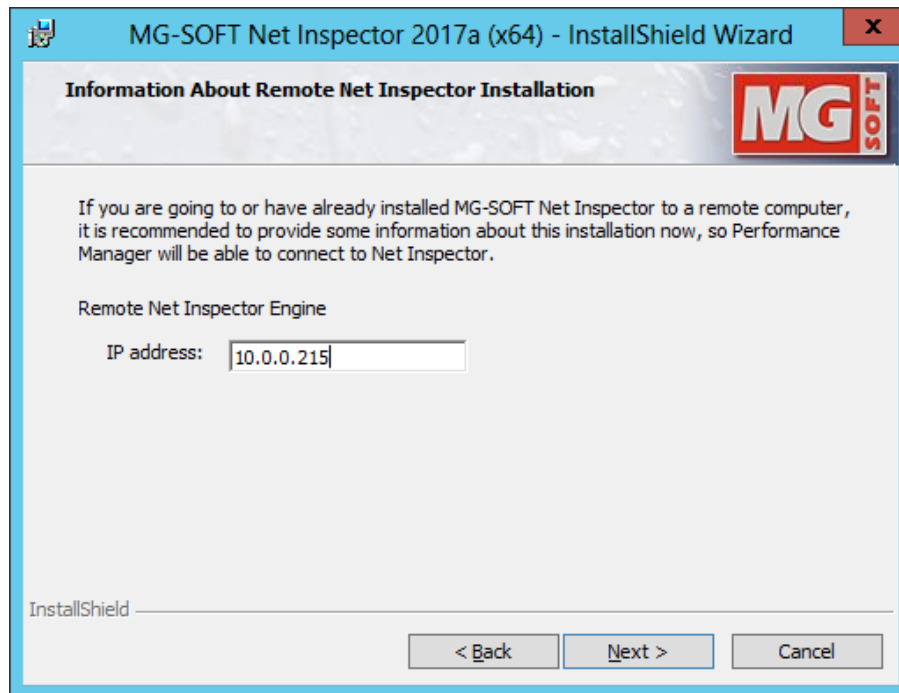 MG-SOFT Net Inspector 2017a (x64) - InstallShield Wizard
x
Information About Remote Net Inspector Installation
MG
SOFT
If you are going to or have already installed MG-SOFT Net Inspector to a remote computer,
it is recommended to provide some information about this installation now, so Performance
Manager will be able to connect to Net Inspector.
Remote Net Inspector Engine
IP address: 10.0.0.215
InstallShield
< Back Next > Cancel